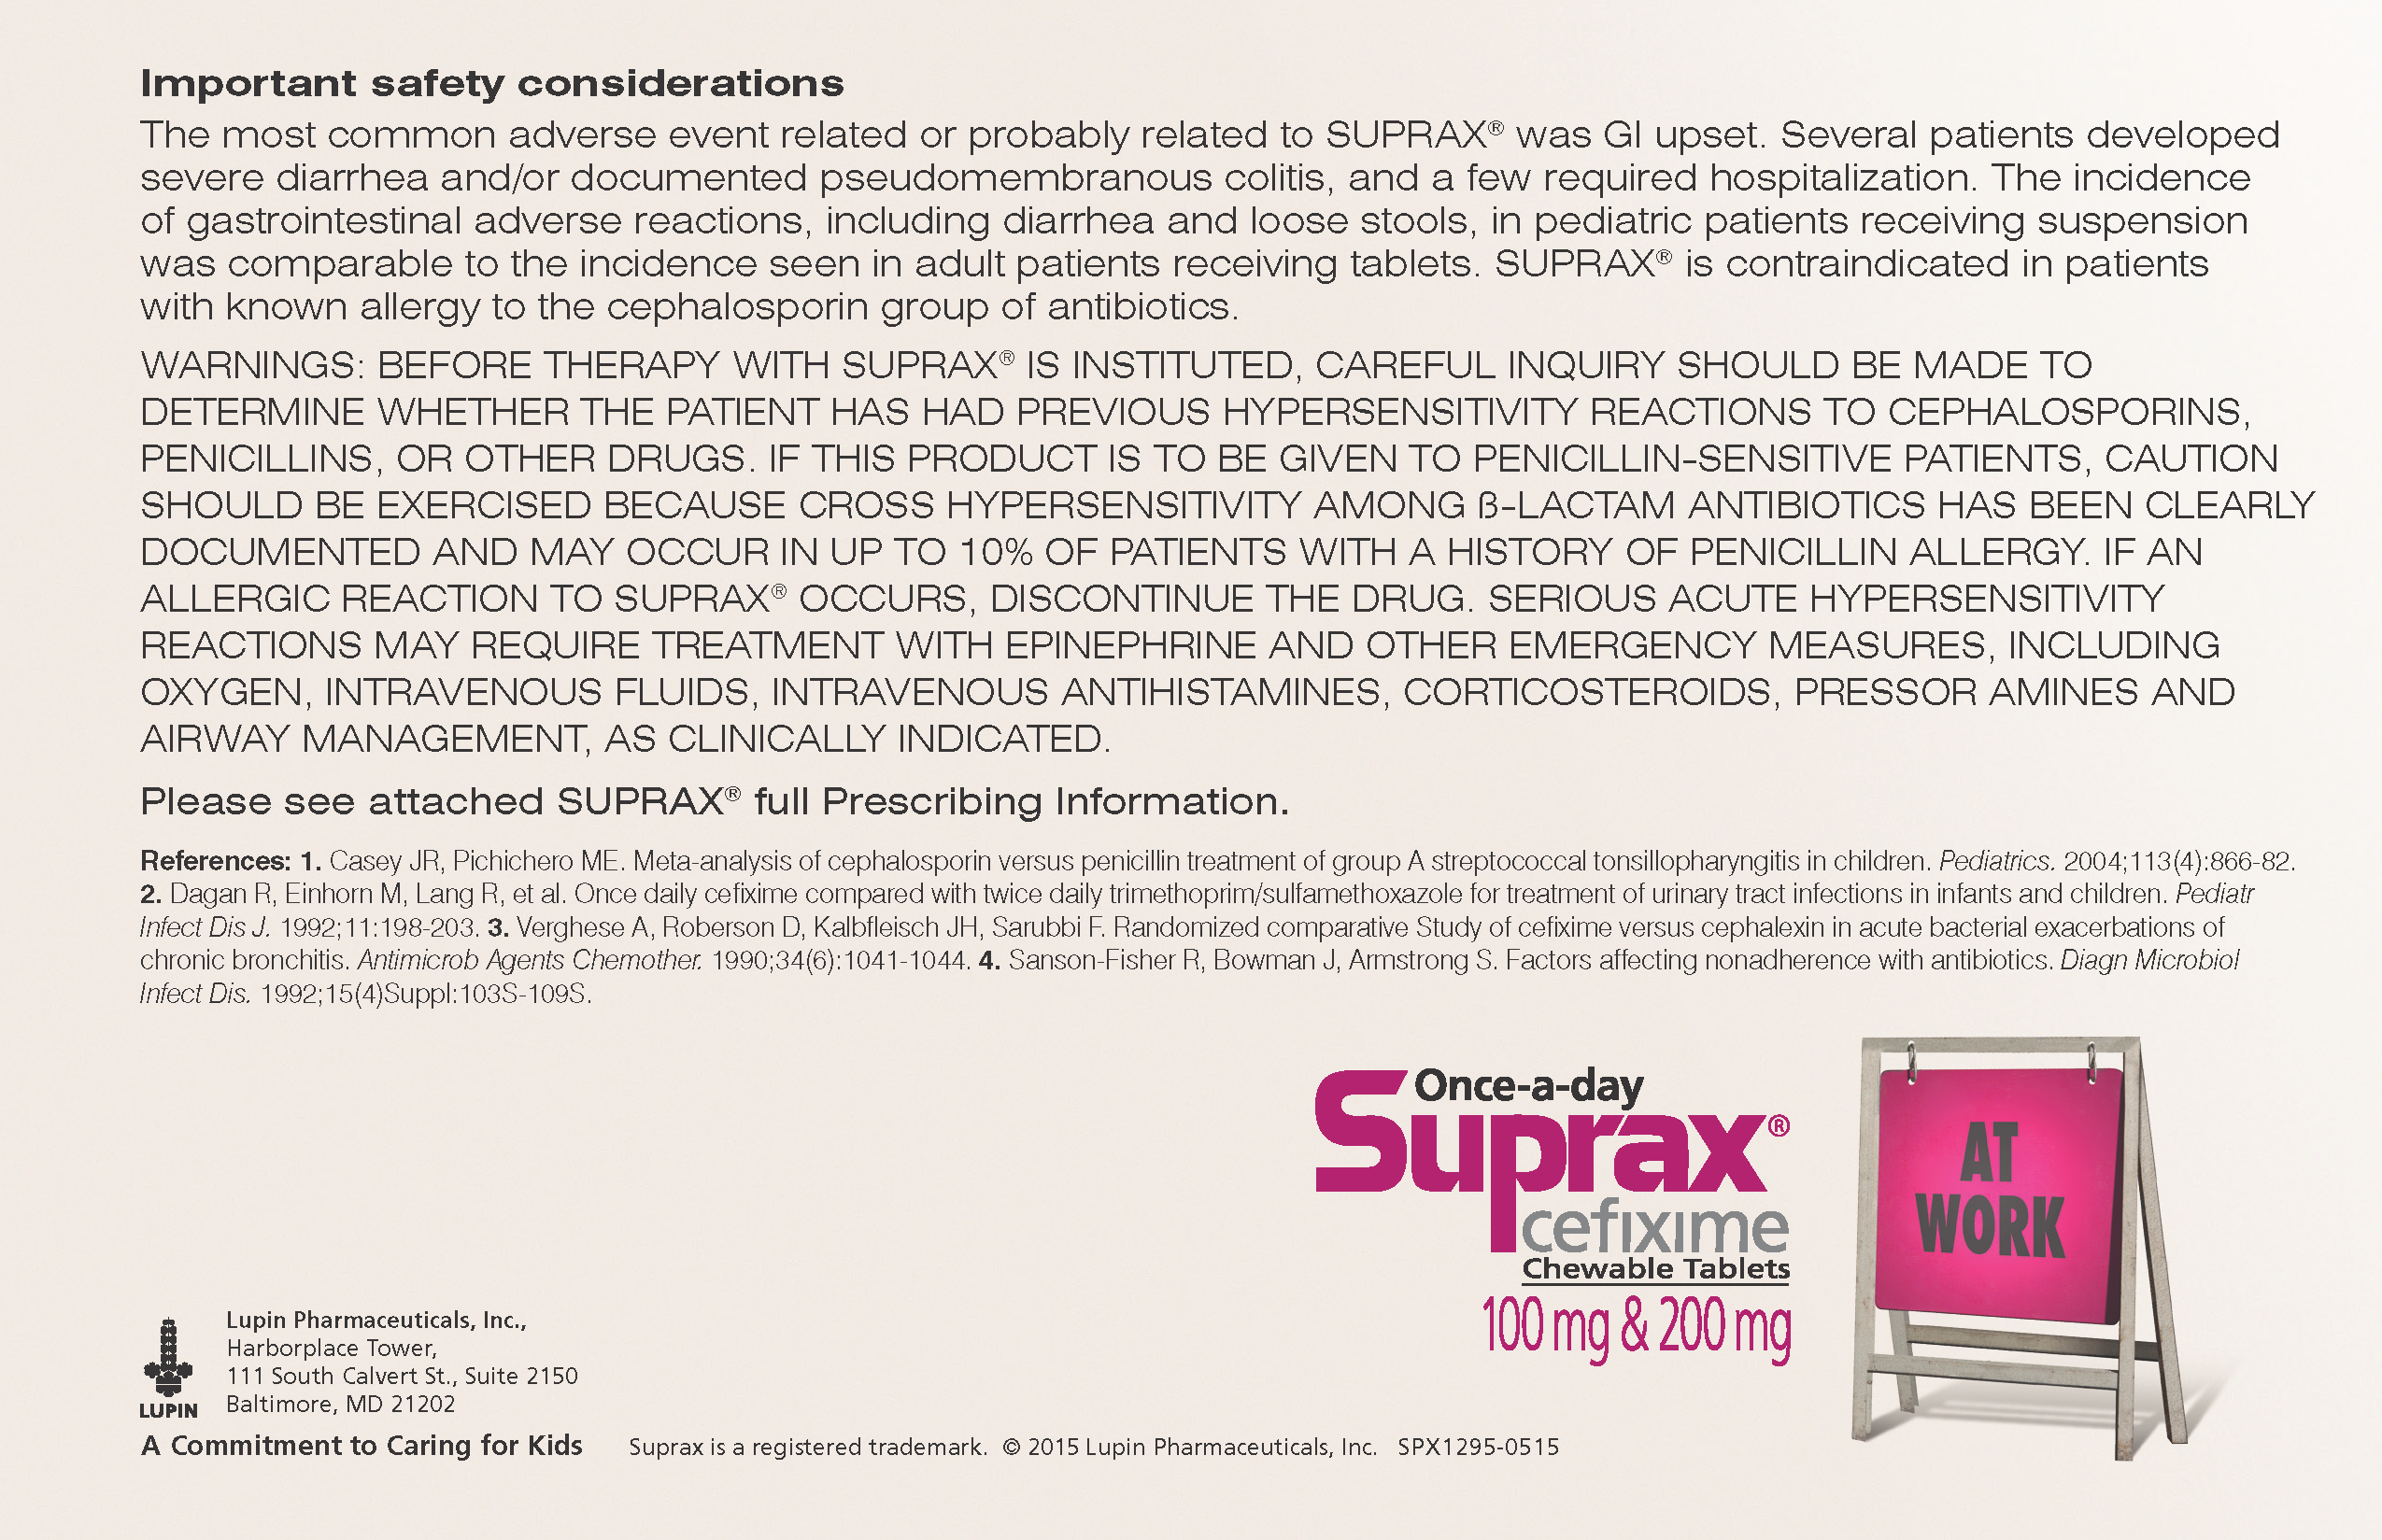 Important safety considerations
The most common adverse event related or probably related to SUPRAX® was GI upset. Several patients developed
severe diarrhea and/or documented pseudomembranous colitis, and a few required hospitalization. The incidence
of gastrointestinal adverse reactions, including diarrhea and loose stools, in pediatric patients receiving suspension
was comparable to the incidence seen in adult patients receiving tablets. SUPRAX® is contraindicated in patients
with known allergy to the cephalosporin group of antibiotics.
WARNINGS: BEFORE THERAPY WITH SUPRAX® IS INSTITUTED, CAREFUL INQUIRY SHOULD BE MADE TO
DETERMINE WHETHER THE PATIENT HAS HAD PREVIOUS HYPERSENSITIVITY REACTIONS TO CEPHALOSPORINS,
PENICILLINS, OR OTHER DRUGS. IF THIS PRODUCT IS TO BE GIVEN TO PENICILLIN-SENSITIVE PATIENTS, CAUTION
SHOULD BE EXERCISED BECAUSE CROSS HYPERSENSITIVITY AMONG ß-LACTAM ANTIBIOTICS HAS BEEN CLEARLY
DOCUMENTED AND MAY OCCUR IN UP TO 10% OF PATIENTS WITH A HISTORY OF PENICILLIN ALLERGY. IF AN
ALLERGIC REACTION TO SUPRAX® OCCURS, DISCONTINUE THE DRUG. SERIOUS ACUTE HYPERSENSITIVITY
REACTIONS MAY REQUIRE TREATMENT WITH EPINEPHRINE AND OTHER EMERGENCY MEASURES, INCLUDING
OXYGEN, INTRAVENOUS FLUIDS, INTRAVENOUS ANTIHISTAMINES, CORTICOSTEROIDS, PRESSOR AMINES AND
AIRWAY MANAGEMENT, AS CLINICALLY INDICATED.
Please see attached SUPRAX® full Prescribing Information.
References: 1. Casey JR, Pichichero ME. Meta-analysis of cephalosporin versus penicillin treatment of group A streptococcal tonsillopharyngitis in children. Pediatrics. 2004;113(4):866-82.
2. Dagan R, Einhorn M, Lang R, et al. Once daily cefixime compared with twice daily trimethoprim/sulfamethoxazole for treatment of urinary tract infections in infants and children. Pediatr
Infect Dis J. 1992;11:198-203. 3. Verghese A, Roberson D, Kalbfleisch JH, Sarubbi F. Randomized comparative Study of cefixime versus cephalexin in acute bacterial exacerbations of
chronic bronchitis. Antimicrob Agents Chemother. 1990;34(6):1041-1044. 4. Sanson-Fisher R, Bowman J, Armstrong S. Factors affecting nonadherence with antibiotics. Diagn Microbiol
Infect Dis. 1992;15(4)Suppl:103S-109S.
Once-a-day
Suprax®
cefixime
Chewable Tablets
100 mg & 200 mg
AT
WORK
Lupin Pharmaceuticals, Inc.,
Harborplace Tower,
111 South Calvert St., Suite 2150
Baltimore, MD 21202
LUPIN
A Commitment to Caring for Kids Suprax is a registered trademark. © 2015 Lupin Pharmaceuticals, Inc. SPX1295-0515